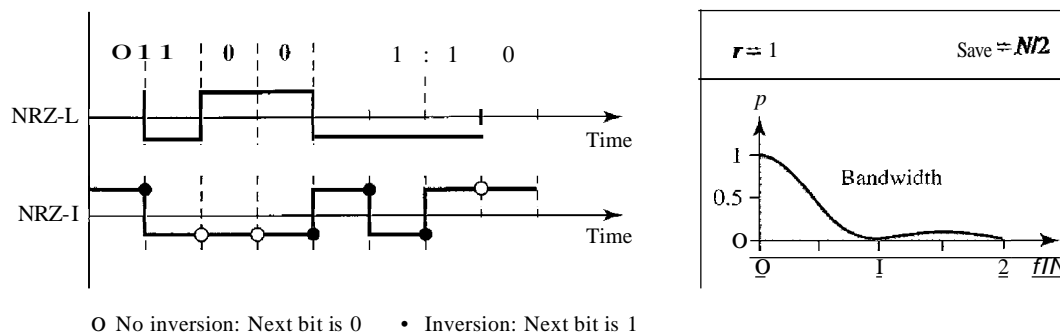 O 1 1 0 0 1 : 1 0
NRZ-L
Time
NRZ-I
Time
O No inversion: Next bit is 0 • Inversion: Next bit is 1
r = 1 Save = N/2
p
1
Bandwidth
0.5
O
O 1 2 f/N